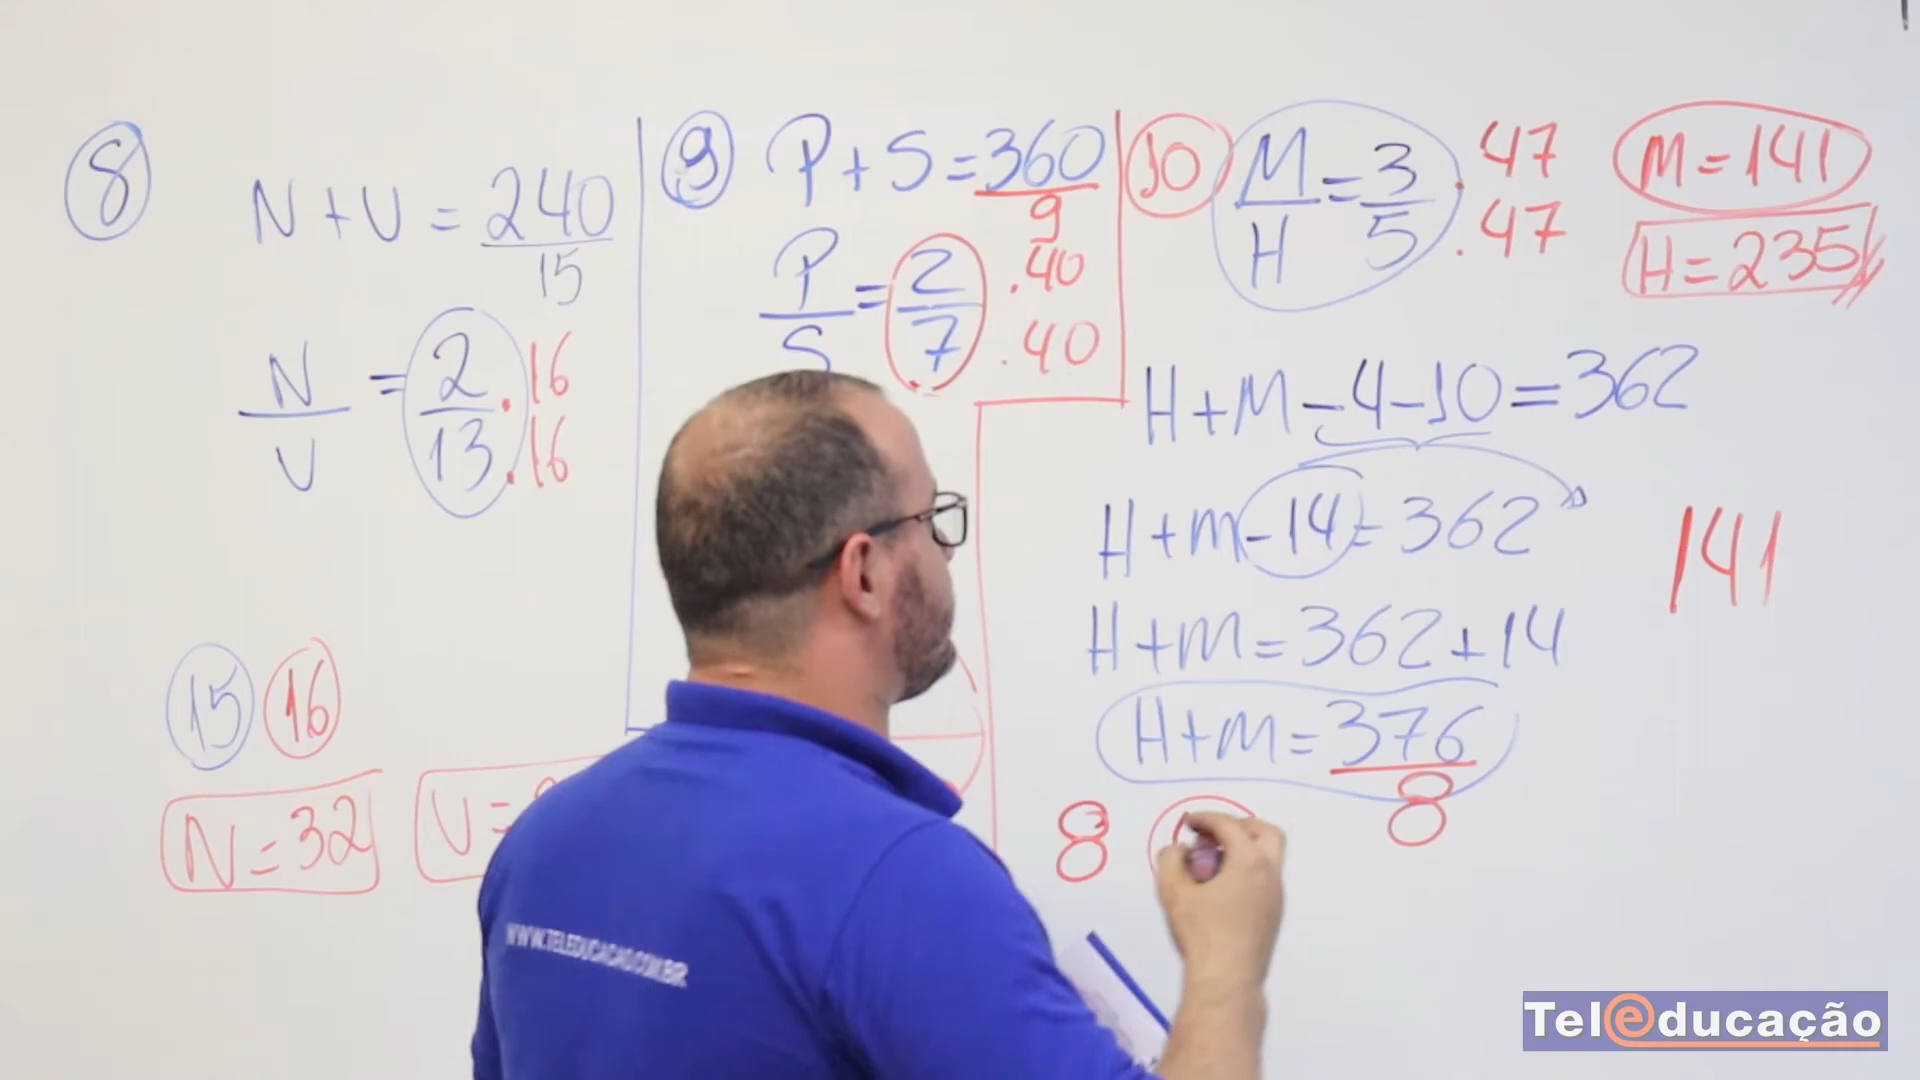 8
N+V = 240
15
N = 2 .16
V 13 .16
15 16
N=32
V=
9
P+S=360
9
P = 2 .40
S 7 .40
10
M = 3 .47
H 5 .47
M=141
H=235
H+M-4-10=362
H+m-14=362
141
H+m=362+14
H+m=376
8
8
WWW.TELEDUCACAO.COM.BR
Teleducação